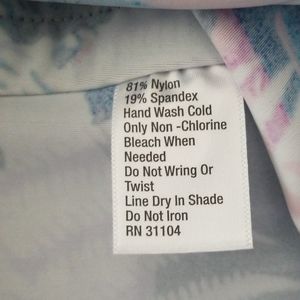 81% Nylon
19% Spandex
Hand Wash Cold
Only Non -Chlorine
Bleach When
Needed
Do Not Wring Or
Twist
Line Dry In Shade
Do Not Iron
RN 31104